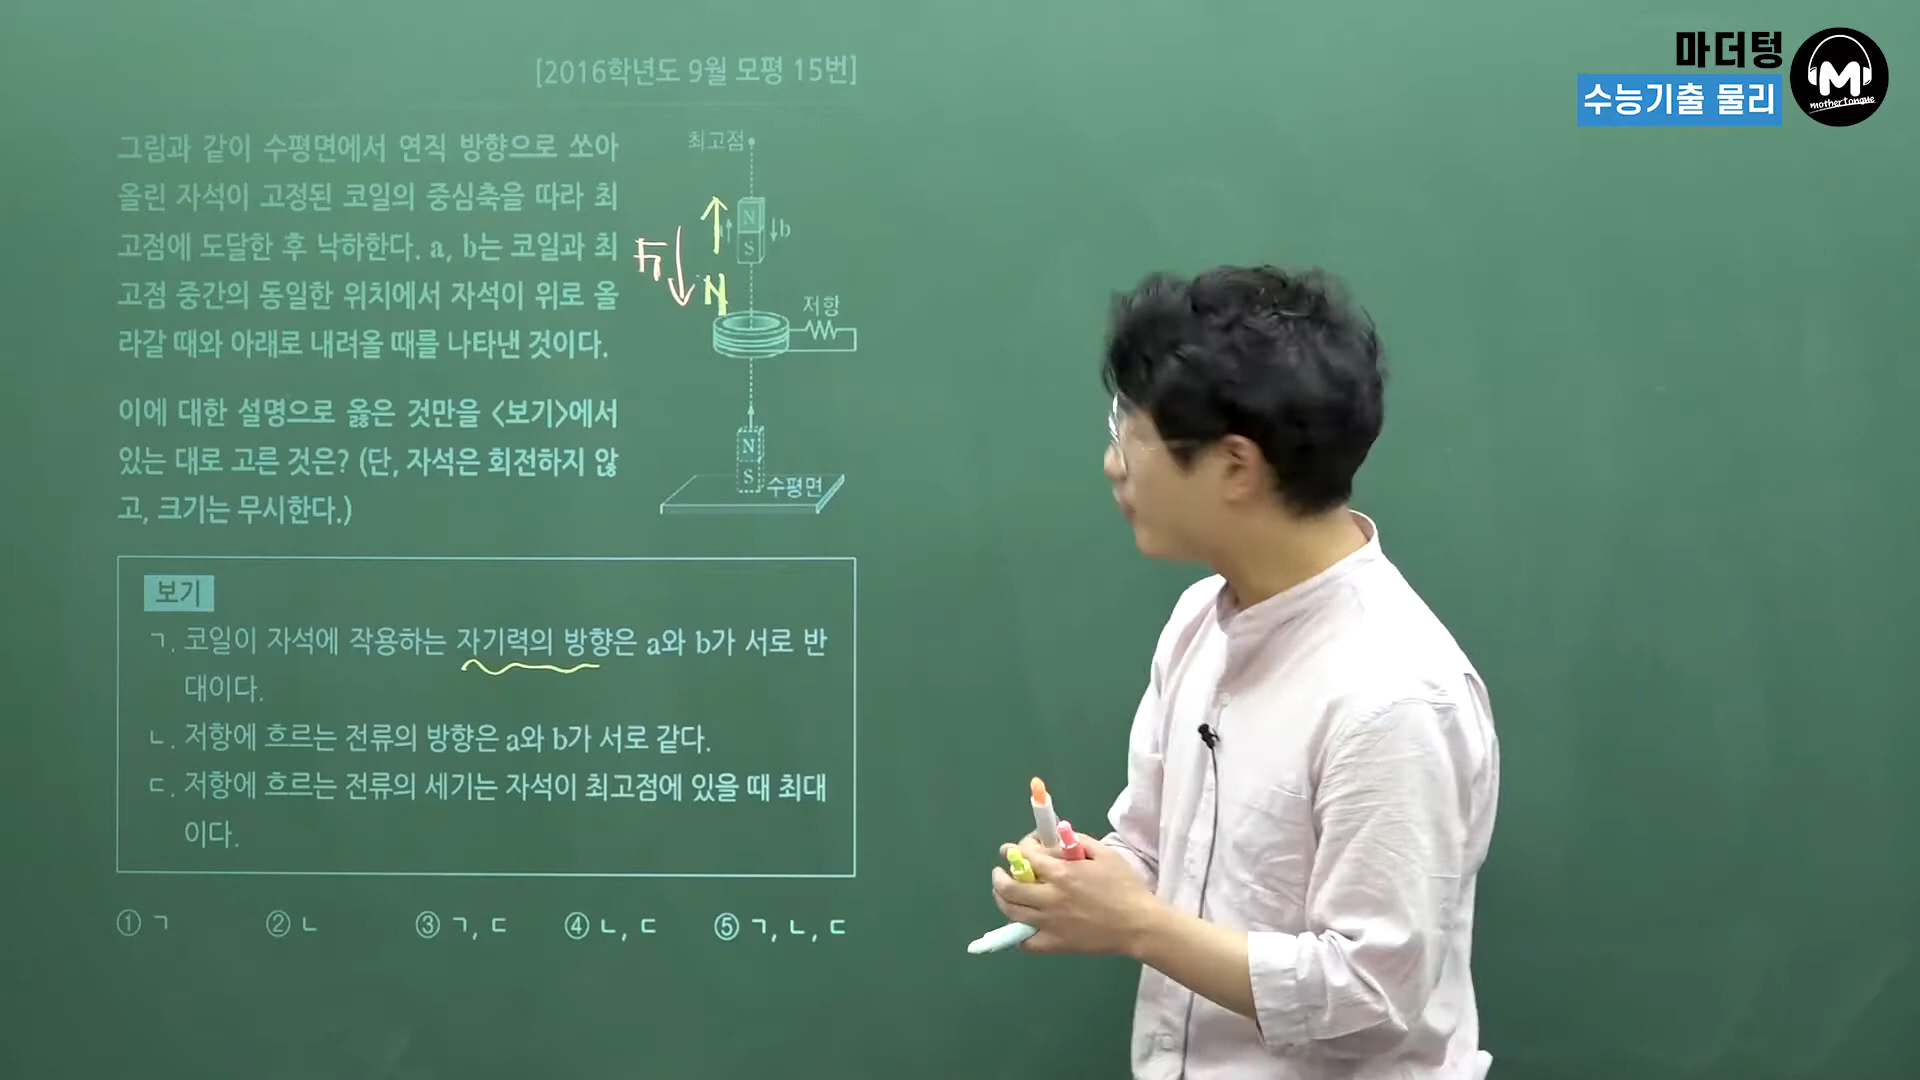 마더텅
수능기출 물리
M
mothertongue
[2016학년도 9월 모평 15번]
그림과 같이 수평면에서 연직 방향으로 쏘아
올린 자석이 고정된 코일의 중심축을 따라 최
고점에 도달한 후 낙하한다. a, b는 코일과 최
고점 중간의 동일한 위치에서 자석이 위로 올
라갈 때와 아래로 내려올 때를 나타낸 것이다.
최고점
N
S
b
N
저항
N
S
수평면
이에 대한 설명으로 옳은 것만을 <보기>에서
있는 대로 고른 것은? (단, 자석은 회전하지 않
고, 크기는 무시한다.)
보기
ㄱ. 코일이 자석에 작용하는 자기력의 방향은 a와 b가 서로 반
대이다.
ㄴ. 저항에 흐르는 전류의 방향은 a와 b가 서로 같다.
ㄷ. 저항에 흐르는 전류의 세기는 자석이 최고점에 있을 때 최대
이다.
① ㄱ ② ㄴ ③ ㄱ, ㄷ ④ ㄴ, ㄷ ⑤ ㄱ, ㄴ, ㄷ